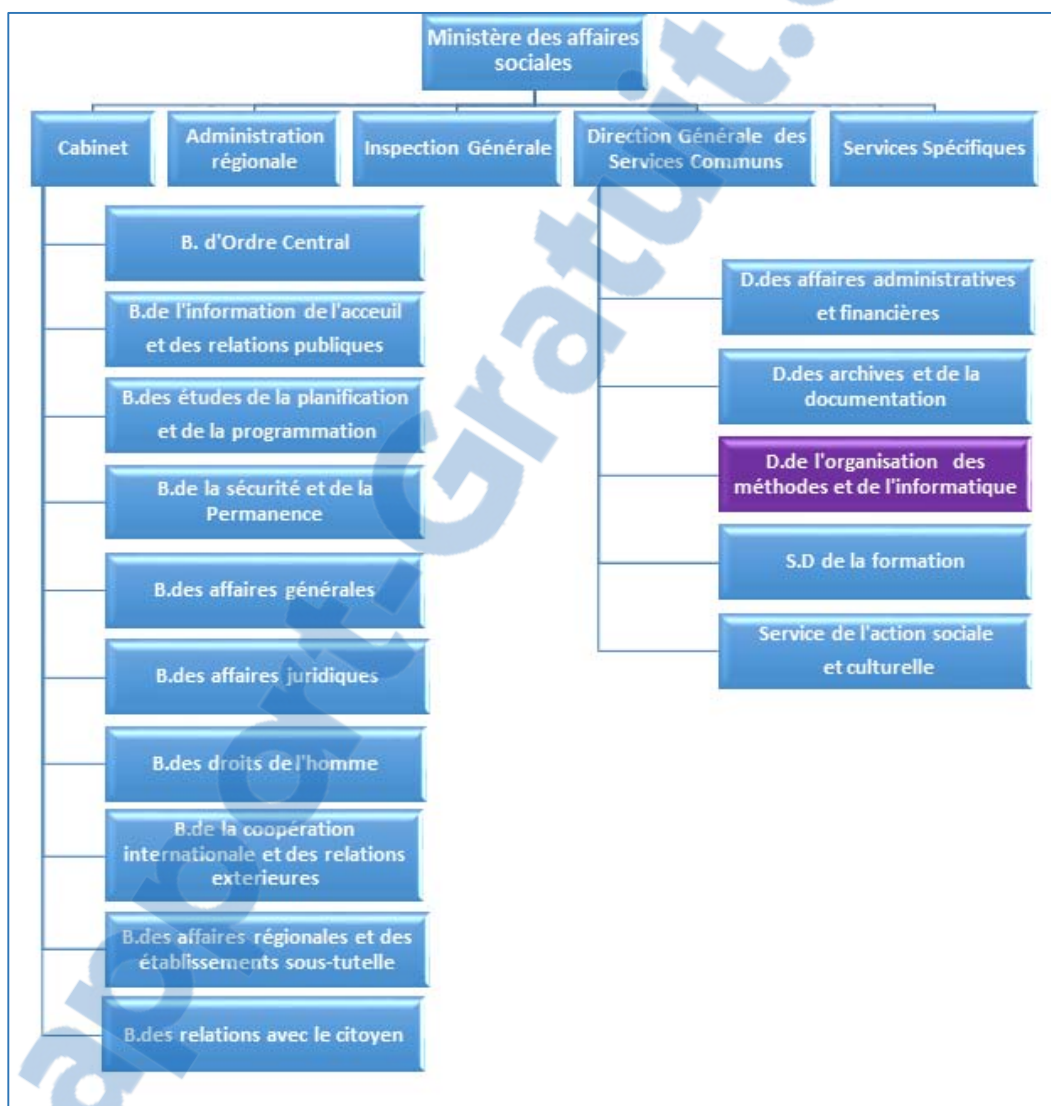 Ministère des affaires
sociales
Cabinet
Administration
régionale
Inspection Générale
Direction Générale des
Services Communs
Services Spécifiques
B. d'Ordre Central
B.de l'information de l'acceuil
et des relations publiques
B.des études de la planification
et de la programmation
B.de la sécurité et de la
Permanence
B.des affaires générales
B.des affaires juridiques
B.des droits de l'homme
B.de la coopération
internationale et des relations
exterieures
B.des affaires régionales et des
établissements sous-tutelle
B.des relations avec le citoyen
D.des affaires administratives
et financières
D.des archives et de la
documentation
D.de l'organisation des
méthodes et de l'informatique
S.D de la formation
Service de l'action sociale
et culturelle
apport-Gratuit.